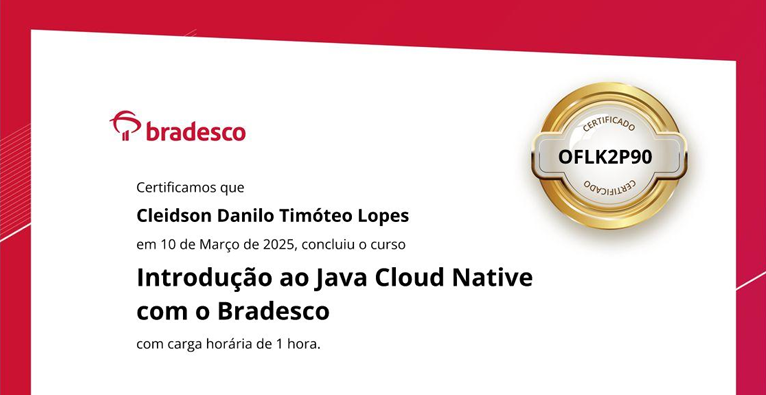 bradesco
CERTIFICADO
OFLK2P90
CERTIFICADO
Certificamos que
Cleidson Danilo Timóteo Lopes
em 10 de Março de 2025, concluiu o curso
Introdução ao Java Cloud Native
com o Bradesco
com carga horária de 1 hora.